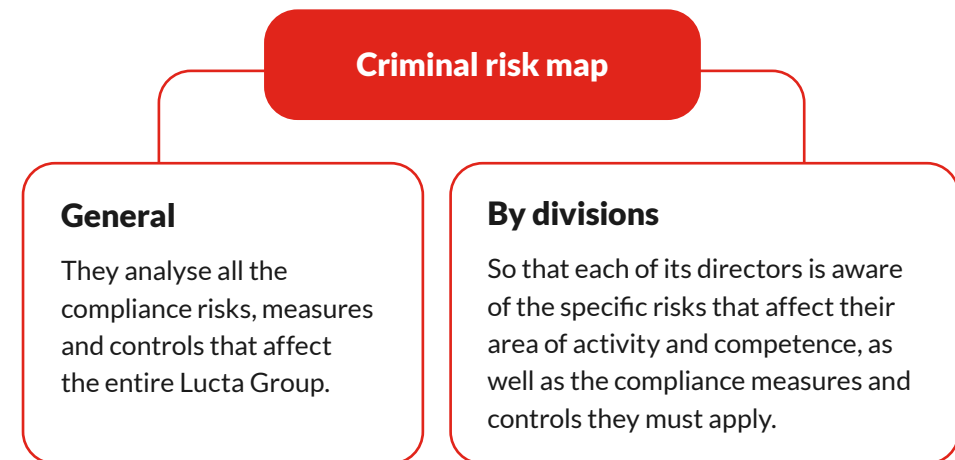 Criminal risk map
General
They analyse all the
compliance risks, measures
and controls that affect
the entire Lucta Group.
By divisions
So that each of its directors is aware
of the specific risks that affect their
area of activity and competence, as
well as the compliance measures and
controls they must apply.